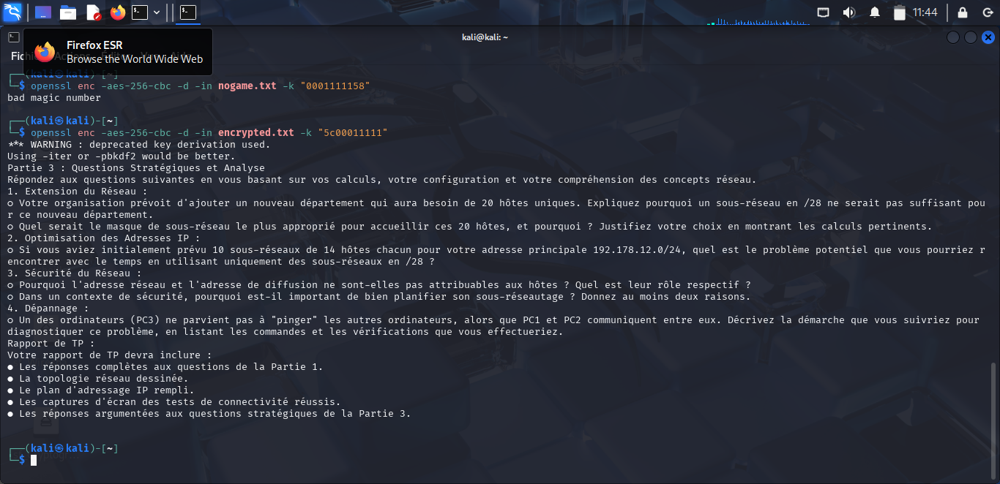 11:44
kali@kali: ~
Firefox ESR
Browse the World Wide Web
Fichier Actions Éditer Vue Aide
┌──(kali㉿kali)-[~]
└─$ openssl enc -aes-256-cbc -d -in nogame.txt -k "0001111158"
bad magic number
┌──(kali㉿kali)-[~]
└─$ openssl enc -aes-256-cbc -d -in encrypted.txt -k "5c00011111"
*** WARNING : deprecated key derivation used.
Using -iter or -pbkdf2 would be better.
Partie 3 : Questions Stratégiques et Analyse
Répondez aux questions suivantes en vous basant sur vos calculs, votre configuration et votre compréhension des concepts réseau.
1. Extension du Réseau :
o Votre organisation prévoit d'ajouter un nouveau département qui aura besoin de 20 hôtes uniques. Expliquez pourquoi un sous-réseau en /28 ne serait pas suffisant pou
r ce nouveau département.
o Quel serait le masque de sous-réseau le plus approprié pour accueillir ces 20 hôtes, et pourquoi ? Justifiez votre choix en montrant les calculs pertinents.
2. Optimisation des Adresses IP :
o Si vous aviez initialement prévu 10 sous-réseaux de 14 hôtes chacun pour votre adresse principale 192.178.12.0/24, quel est le problème potentiel que vous pourriez r
encontrer avec le temps en utilisant uniquement des sous-réseaux en /28 ?
3. Sécurité du Réseau :
o Pourquoi l'adresse réseau et l'adresse de diffusion ne sont-elles pas attribuables aux hôtes ? Quel est leur rôle respectif ?
o Dans un contexte de sécurité, pourquoi est-il important de bien planifier son sous-réseautage ? Donnez au moins deux raisons.
4. Dépannage :
o Un des ordinateurs (PC3) ne parvient pas à "pinger" les autres ordinateurs, alors que PC1 et PC2 communiquent entre eux. Décrivez la démarche que vous suivriez pour
diagnostiquer ce problème, en listant les commandes et les vérifications que vous effectueriez.
Rapport de TP :
Votre rapport de TP devra inclure :
● Les réponses complètes aux questions de la Partie 1.
● La topologie réseau dessinée.
● Le plan d'adressage IP rempli.
● Les captures d'écran des tests de connectivité réussis.
● Les réponses argumentées aux questions stratégiques de la Partie 3.
┌──(kali㉿kali)-[~]
└─$